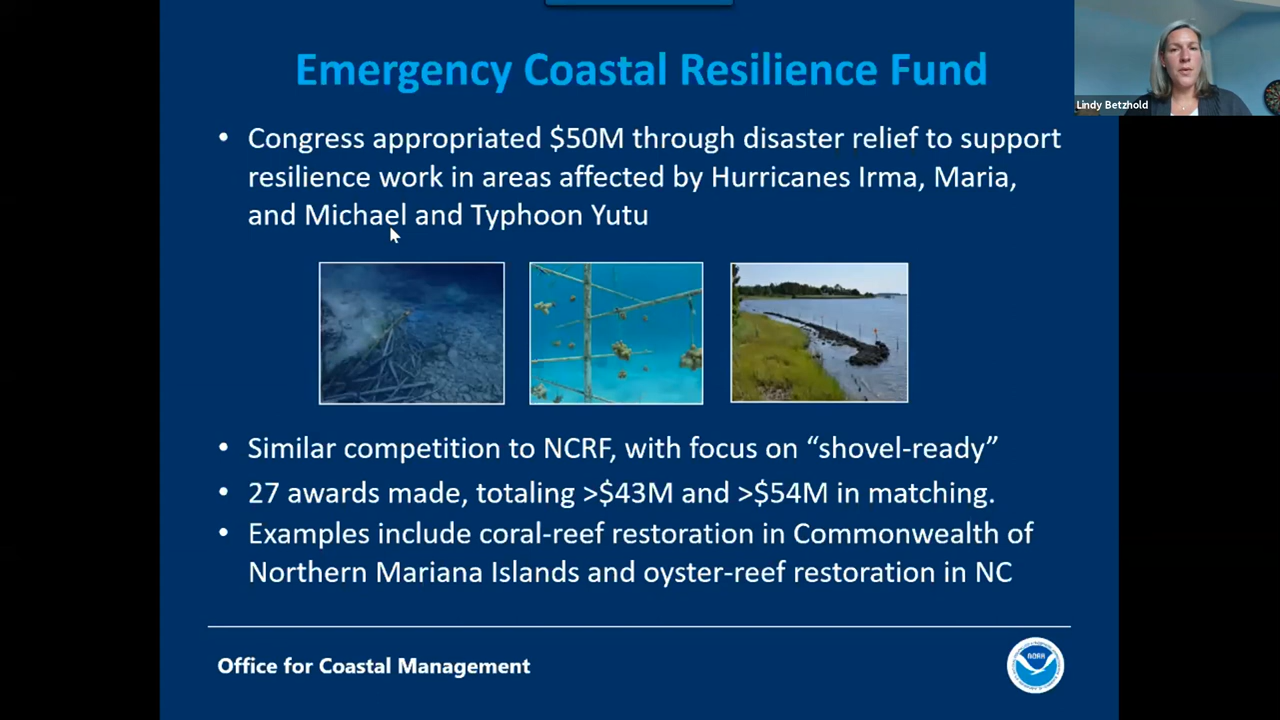 Emergency Coastal Resilience Fund
Lindy Betzhold
• Congress appropriated $50M through disaster relief to support
resilience work in areas affected by Hurricanes Irma, Maria,
and Michael and Typhoon Yutu
• Similar competition to NCRF, with focus on “shovel-ready”
• 27 awards made, totaling >$43M and >$54M in matching.
• Examples include coral-reef restoration in Commonwealth of
Northern Mariana Islands and oyster-reef restoration in NC
Office for Coastal Management
NOAA